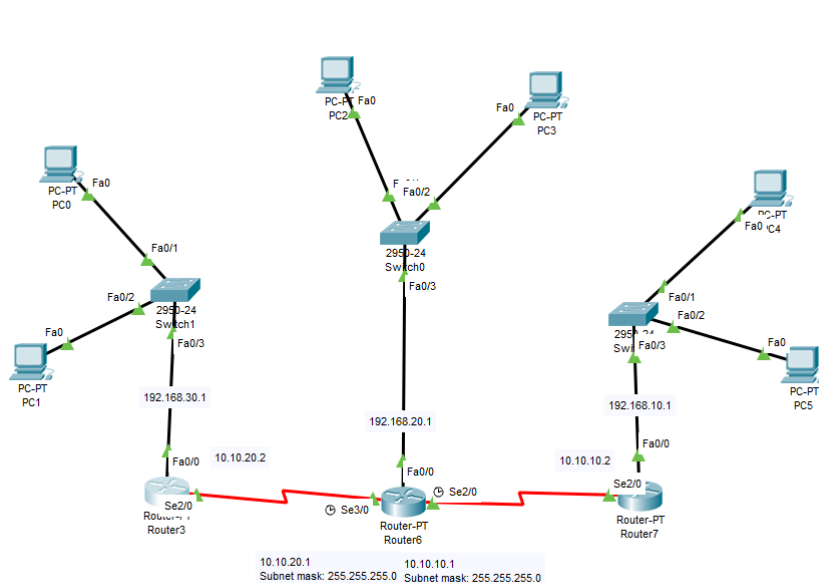 PC-PT
PC2
Fa0
PC-PT
PC3
Fa0
PC-PT
PC0
Fa0
Fa0/2
2950-24
Switch0
Fa0/3
Fa0
Fa0/1
Fa0/2
2950-24
Switch1
Fa0/3
Fa0
PC-PT
PC1
Fa0/1
Fa0/2
Fa0/3
Fa0
PC-PT
PC5
192.168.30.1
192.168.20.1
192.168.10.1
Fa0/0
10.10.20.2
Fa0/0
10.10.10.2
Fa0/0
Se2/0
Router3
Se3/0
Se2/0
Router-PT
Router6
Se2/0
Router-PT
Router7
10.10.20.1
Subnet mask: 255.255.255.0
10.10.10.1
Subnet mask: 255.255.255.0